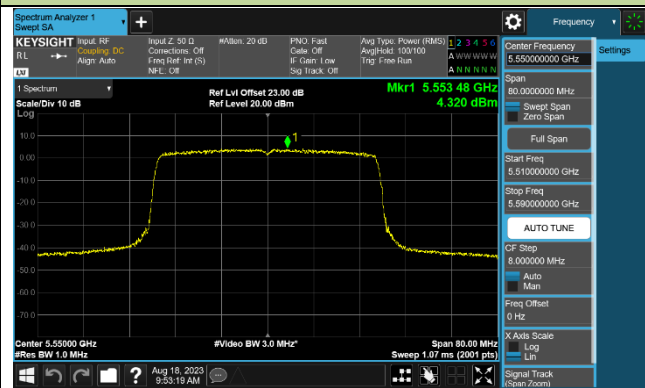 Spectrum Analyzer 1
Swept SA
Frequency
KEYSIGHT
RL
LXI
Input: RF
Coupling: DC
Align: Auto
Input Z: 50 Ω
Corrections: Off
Freq Ref: Int (S)
NFE: Off
#Atten: 20 dB
PNO: Fast
Gate: Off
IF Gain: Low
Sig Track: Off
Avg Type: Power (RMS)
Avg|Hold: 100/100
Trig: Free Run
1 2 3 4 5 6
A W W W W W
A N N N N N
1 Spectrum
Scale/Div 10 dB
Log
Ref Lvl Offset 23.00 dB
Ref Level 20.00 dBm
Mkr1 5.553 48 GHz
4.320 dBm
1
10.0
0.00
-10.0
-20.0
-30.0
-40.0
-50.0
-60.0
-70.0
Center 5.55000 GHz
#Res BW 1.0 MHz
#Video BW 3.0 MHz*
Span 80.00 MHz
Sweep 1.07 ms (2001 pts)
Aug 18, 2023
9:53:19 AM
Center Frequency
5.550000000 GHz
Span
80.0000000 MHz
Swept Span
Zero Span
Full Span
Start Freq
5.510000000 GHz
Stop Freq
5.590000000 GHz
AUTO TUNE
CF Step
8.000000 MHz
Auto
Man
Freq Offset
0 Hz
X Axis Scale
Log
Lin
Signal Track
(Span Zoom)
Settings